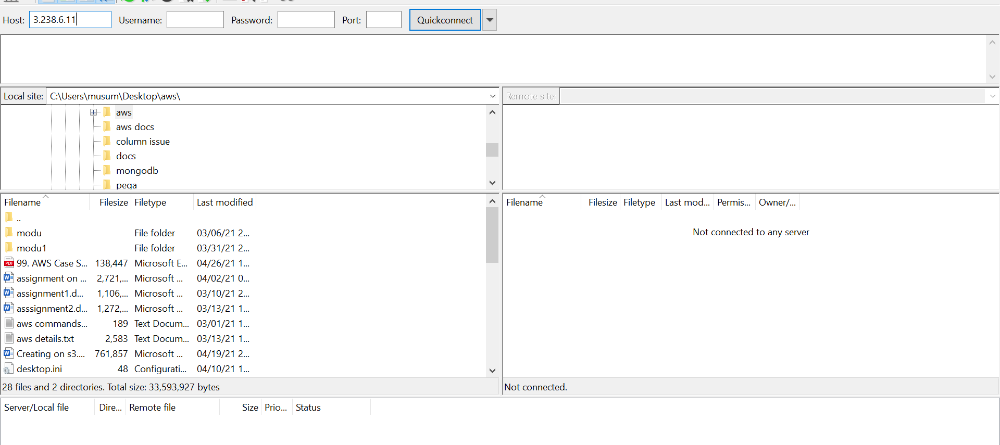 Host: 3.238.6.11 Username: Password: Port: Quickconnect
Local site: C:\Users\musum\Desktop\aws\
aws
aws docs
column issue
docs
mongodb
pega
Filename Filesize Filetype Last modified
..
modu File folder 03/06/21 2...
modu1 File folder 03/31/21 2...
99. AWS Case S... 138,447 Microsoft E... 04/26/21 1...
assignment on ... 2,721,... Microsoft ... 04/02/21 0...
assignment1.d... 1,106,... Microsoft ... 03/10/21 2...
asssignment2.d... 1,272,... Microsoft ... 03/13/21 1...
aws commands... 189 Text Docum... 03/01/21 1...
aws details.txt 2,583 Text Docum... 03/13/21 1...
Creating on s3.... 761,857 Microsoft ... 04/19/21 2...
desktop.ini 48 Configurati... 04/10/21 1...
28 files and 2 directories. Total size: 33,593,927 bytes
Remote site:
Filename Filesize Filetype Last mod... Permis... Owner/...
Not connected to any server
Not connected.
Server/Local file Dire... Remote file Size Prio... Status